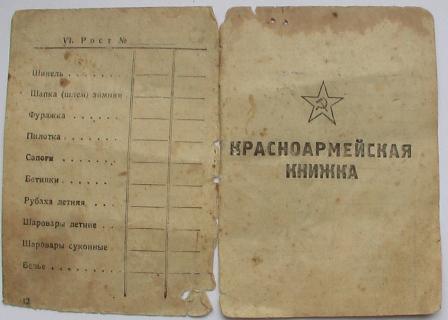 VI. Рост №
Шинель
Шапка (шлем) зимняя
Фуражка
Пилотка
Сапоги
Ботинки
Рубаха летняя
Шаровары летние
Шаровары суконные
Белье
12
КРАСНОАРМЕЙСКАЯ
КНИЖКА